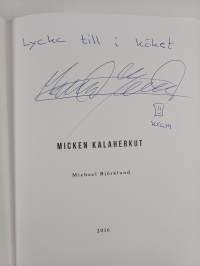 Lycka till i köket
MICKEN KALAHERKUT
Michael Björklund
2016